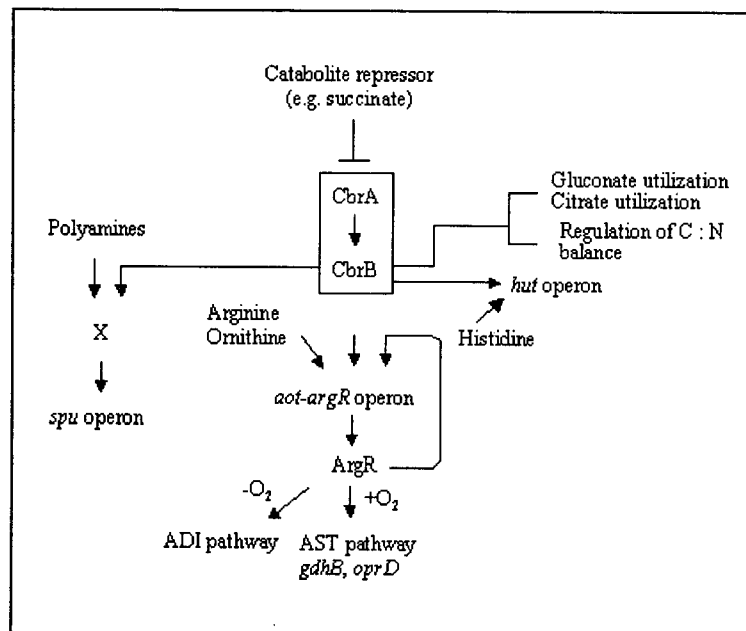 Catabolite repressor
(e.g. succinate)
CbrA
CbrB
Gluconate utilization
Citrate utilization
Regulation of C : N
balance
Polyamines
hut operon
Arginine
Ornithine
Histidine
X
aot-argR operon
spu operon
ArgR
-O₂
+O₂
ADI pathway
AST pathway
gdhB, oprD